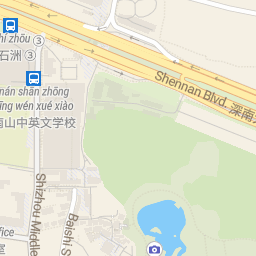 shí zhōu ③
石洲 ③
Shennan Blvd. 深南大
nán shān zhōng
yīng wén xué xiào
南山中英文学校
Shizhou Middle
Baishi S
室